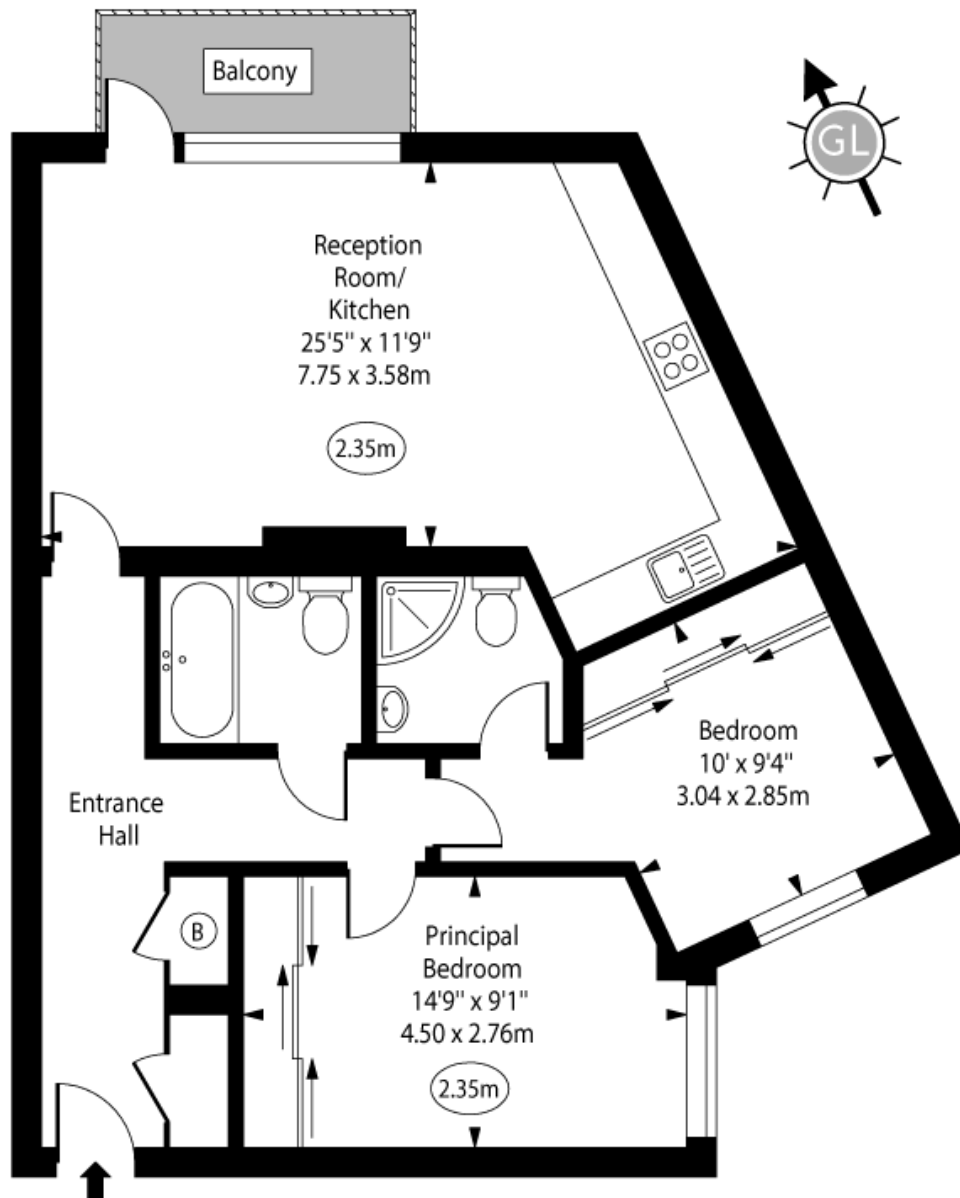 Balcony
GL
Reception
Room/
Kitchen
25'5" x 11'9"
7.75 x 3.58m
2.35m
Bedroom
10' x 9'4"
3.04 x 2.85m
Entrance
Hall
B
Principal
Bedroom
14'9" x 9'1"
4.50 x 2.76m
2.35m